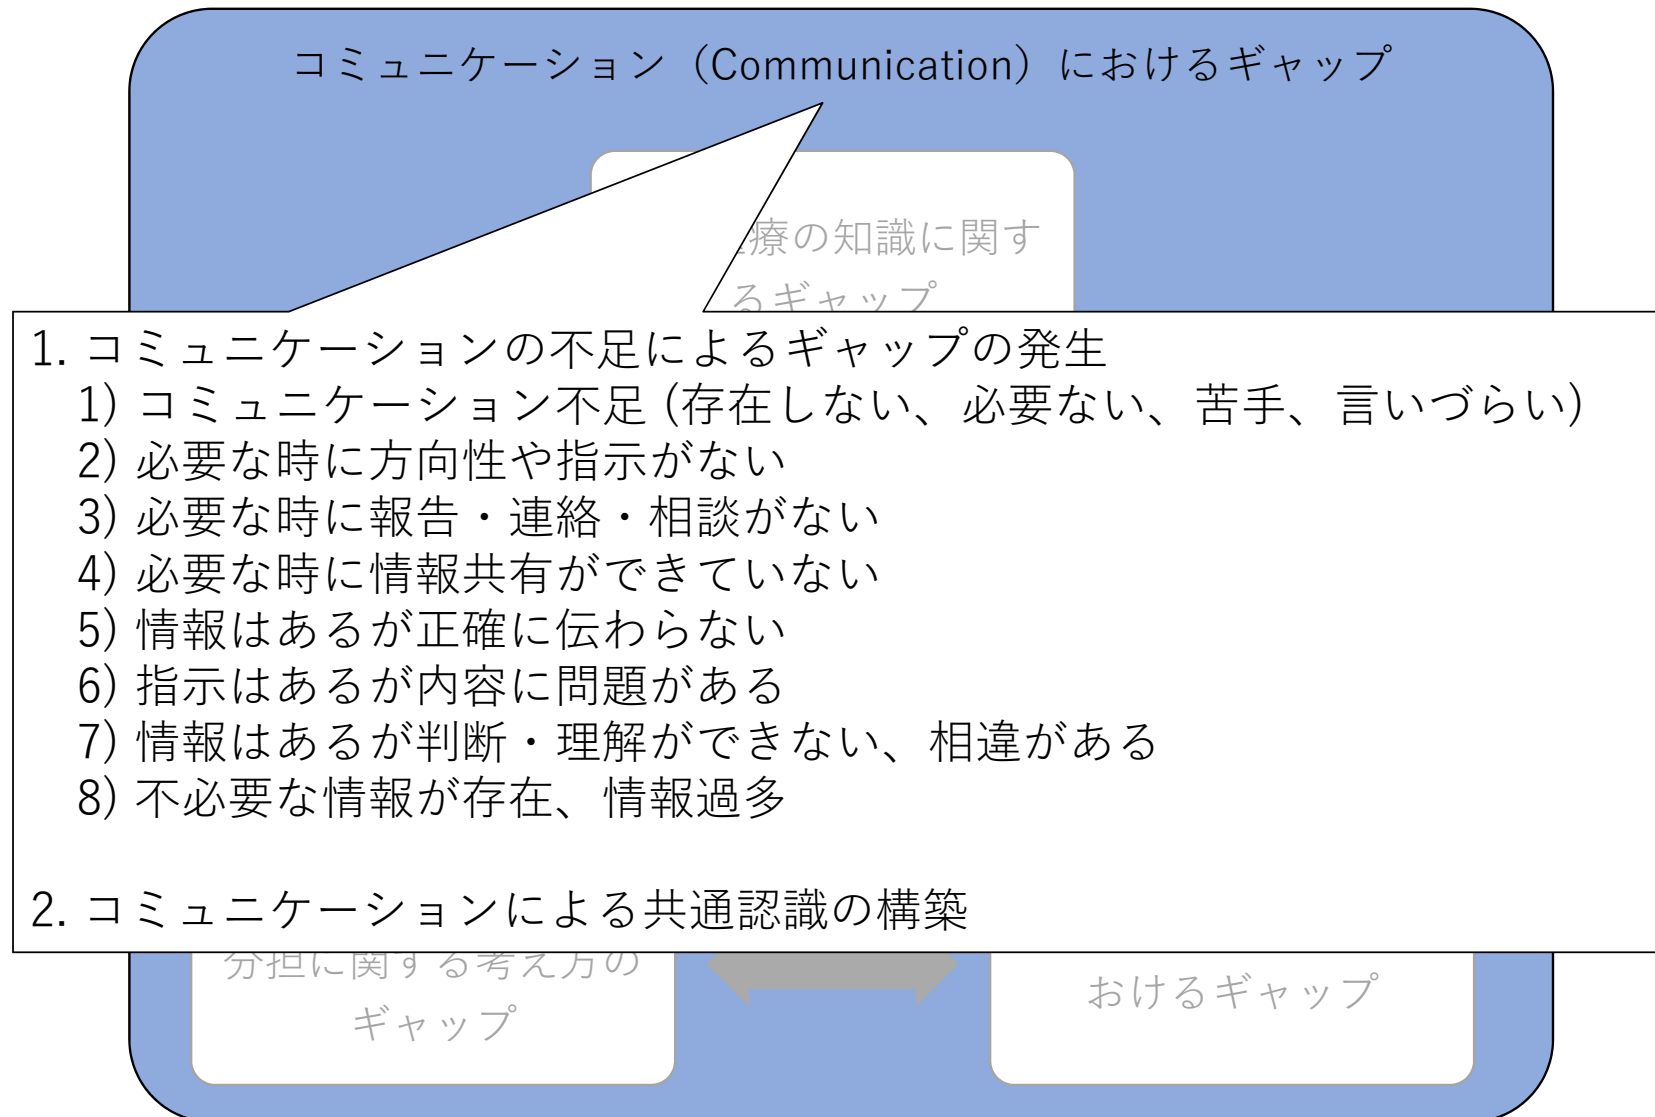 コミュニケーション（Communication）におけるギャップ
療の知識に関す
るギャップ
1. コミュニケーションの不足によるギャップの発生
1) コミュニケーション不足 (存在しない、必要ない、苦手、言いづらい)
2) 必要な時に方向性や指示がない
3) 必要な時に報告・連絡・相談がない
4) 必要な時に情報共有ができていない
5) 情報はあるが正確に伝わらない
6) 指示はあるが内容に問題がある
7) 情報はあるが判断・理解ができない、相違がある
8) 不必要な情報が存在、情報過多
2. コミュニケーションによる共通認識の構築
分担に関する考え方の
ギャップ
おけるギャップ